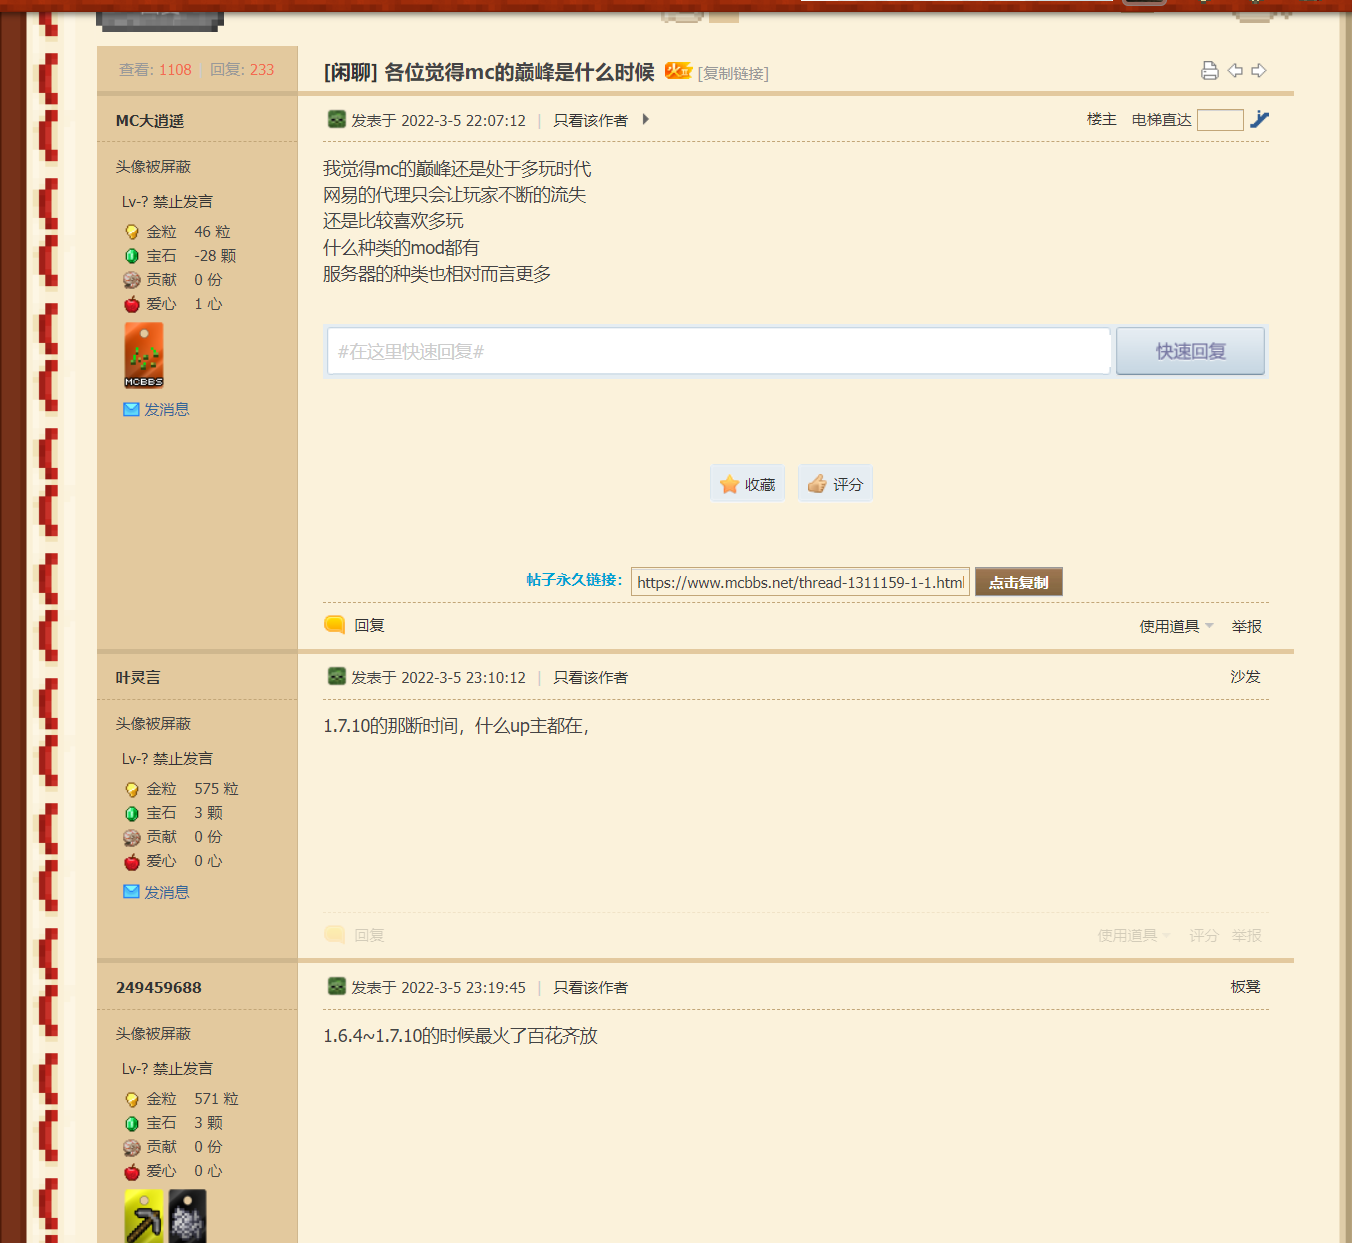 查看: 1108 | 回复: 233
[闲聊] 各位觉得mc的巅峰是什么时候 火 [复制链接]
MC大逍遥
发表于 2022-3-5 22:07:12 | 只看该作者
楼主 电梯直达
头像被屏蔽
Lv-? 禁止发言
金粒 46 粒
宝石 -28 颗
贡献 0 份
爱心 1 心
MCBBS
发消息
我觉得mc的巅峰还是处于多玩时代
网易的代理只会让玩家不断的流失
还是比较喜欢多玩
什么种类的mod都有
服务器的种类也相对而言更多
#在这里快速回复#
快速回复
收藏 评分
帖子永久链接: https://www.mcbbs.net/thread-1311159-1-1.html 点击复制
回复 使用道具 举报
叶灵言
发表于 2022-3-5 23:10:12 | 只看该作者 沙发
头像被屏蔽
Lv-? 禁止发言
金粒 575 粒
宝石 3 颗
贡献 0 份
爱心 0 心
发消息
1.7.10的那断时间，什么up主都在，
回复 使用道具 评分 举报
249459688
发表于 2022-3-5 23:19:45 | 只看该作者 板凳
头像被屏蔽
Lv-? 禁止发言
金粒 571 粒
宝石 3 颗
贡献 0 份
爱心 0 心
1.6.4~1.7.10的时候最火了百花齐放